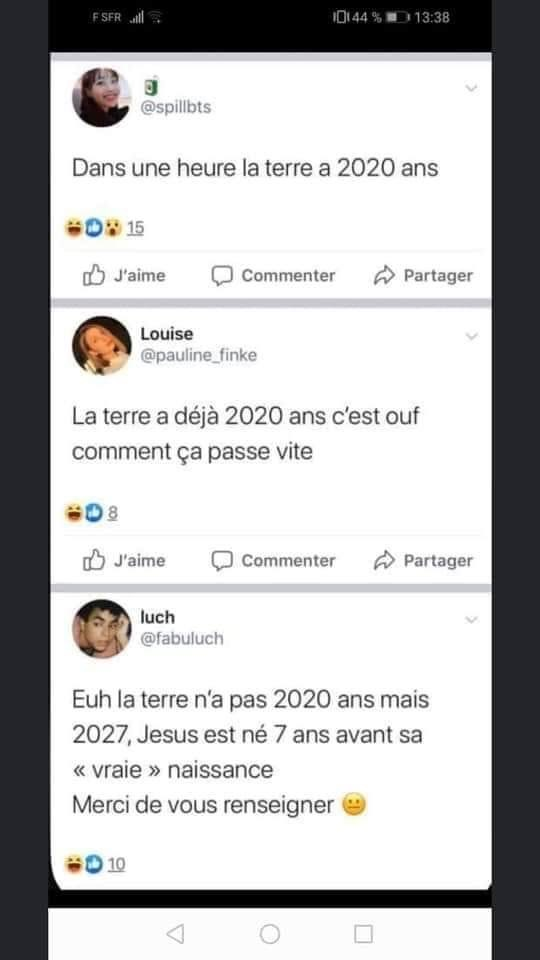 F SFR 44 % 13:38
@spillbts
Dans une heure la terre a 2020 ans
15
J'aime Commenter Partager
Louise
@pauline_finke
La terre a déjà 2020 ans c'est ouf
comment ça passe vite
8
J'aime Commenter Partager
luch
@fabuluch
Euh la terre n'a pas 2020 ans mais
2027, Jesus est né 7 ans avant sa
« vraie » naissance
Merci de vous renseigner 😐
10